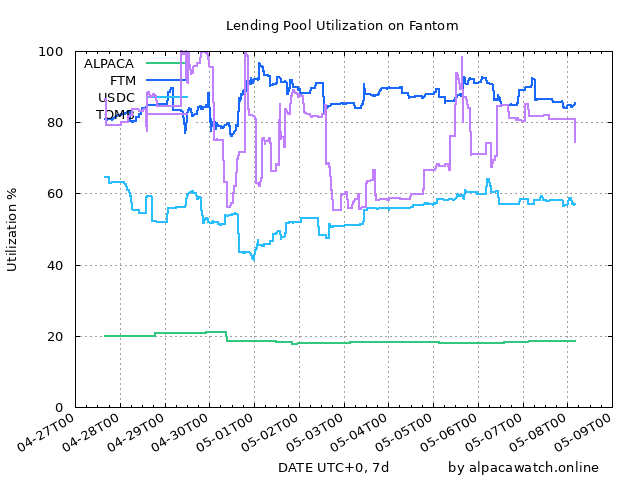 Lending Pool Utilization on Fantom
100
80
60
40
20
0
Utilization %
ALPACA
FTM
USDC
TOMB
04-27T00
04-28T00
04-29T00
04-30T00
05-01T00
05-02T00
05-03T00
05-04T00
05-05T00
05-06T00
05-07T00
05-08T00
05-09T00
DATE UTC+0, 7d
by alpacawatch.online